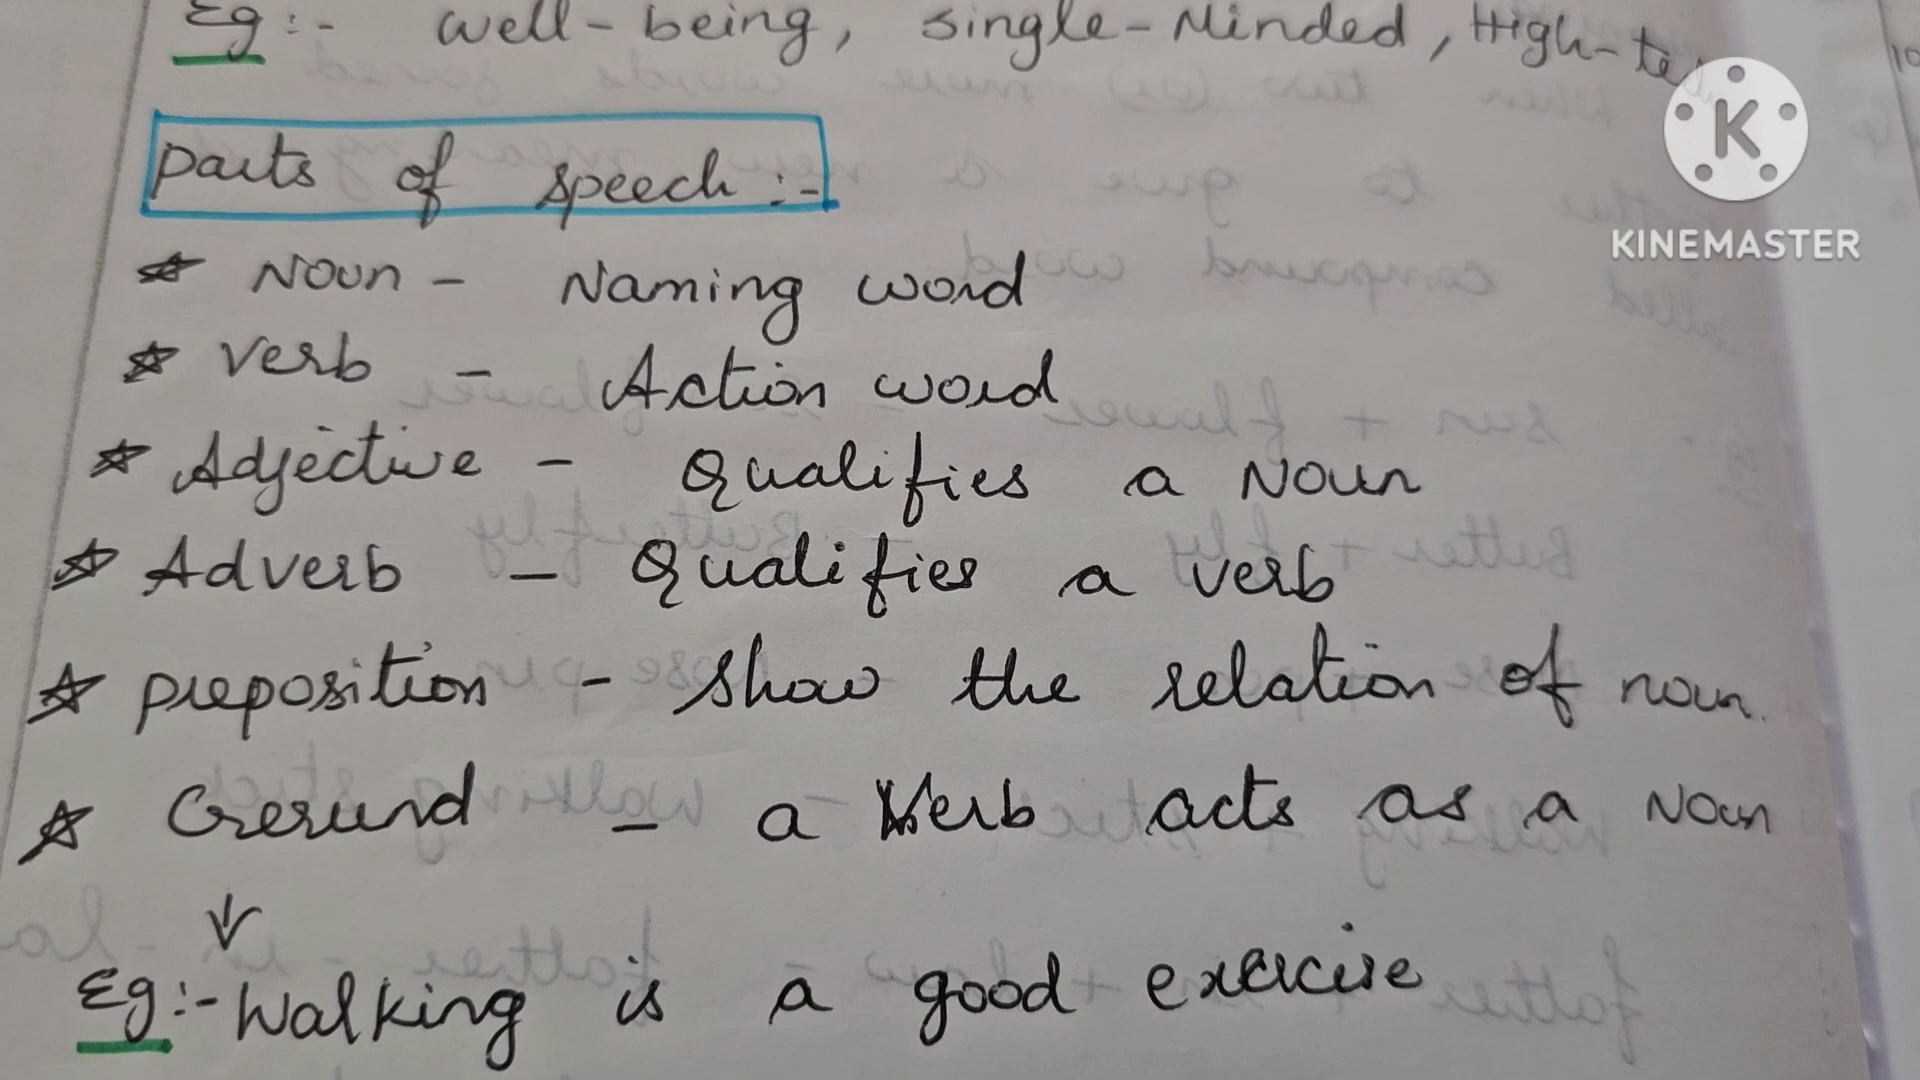 Eg:- well-being, single-Minded, High-te
Parts of speech :-
Noun - Naming word
Verb - Action word
Adjective - Qualifies a Noun
Adverb - Qualifies a verb
preposition - show the relation of noun.
Gerund - a Verb acts as a Noun
Eg:- Walking is a good exercise
10
K
KINEMASTER